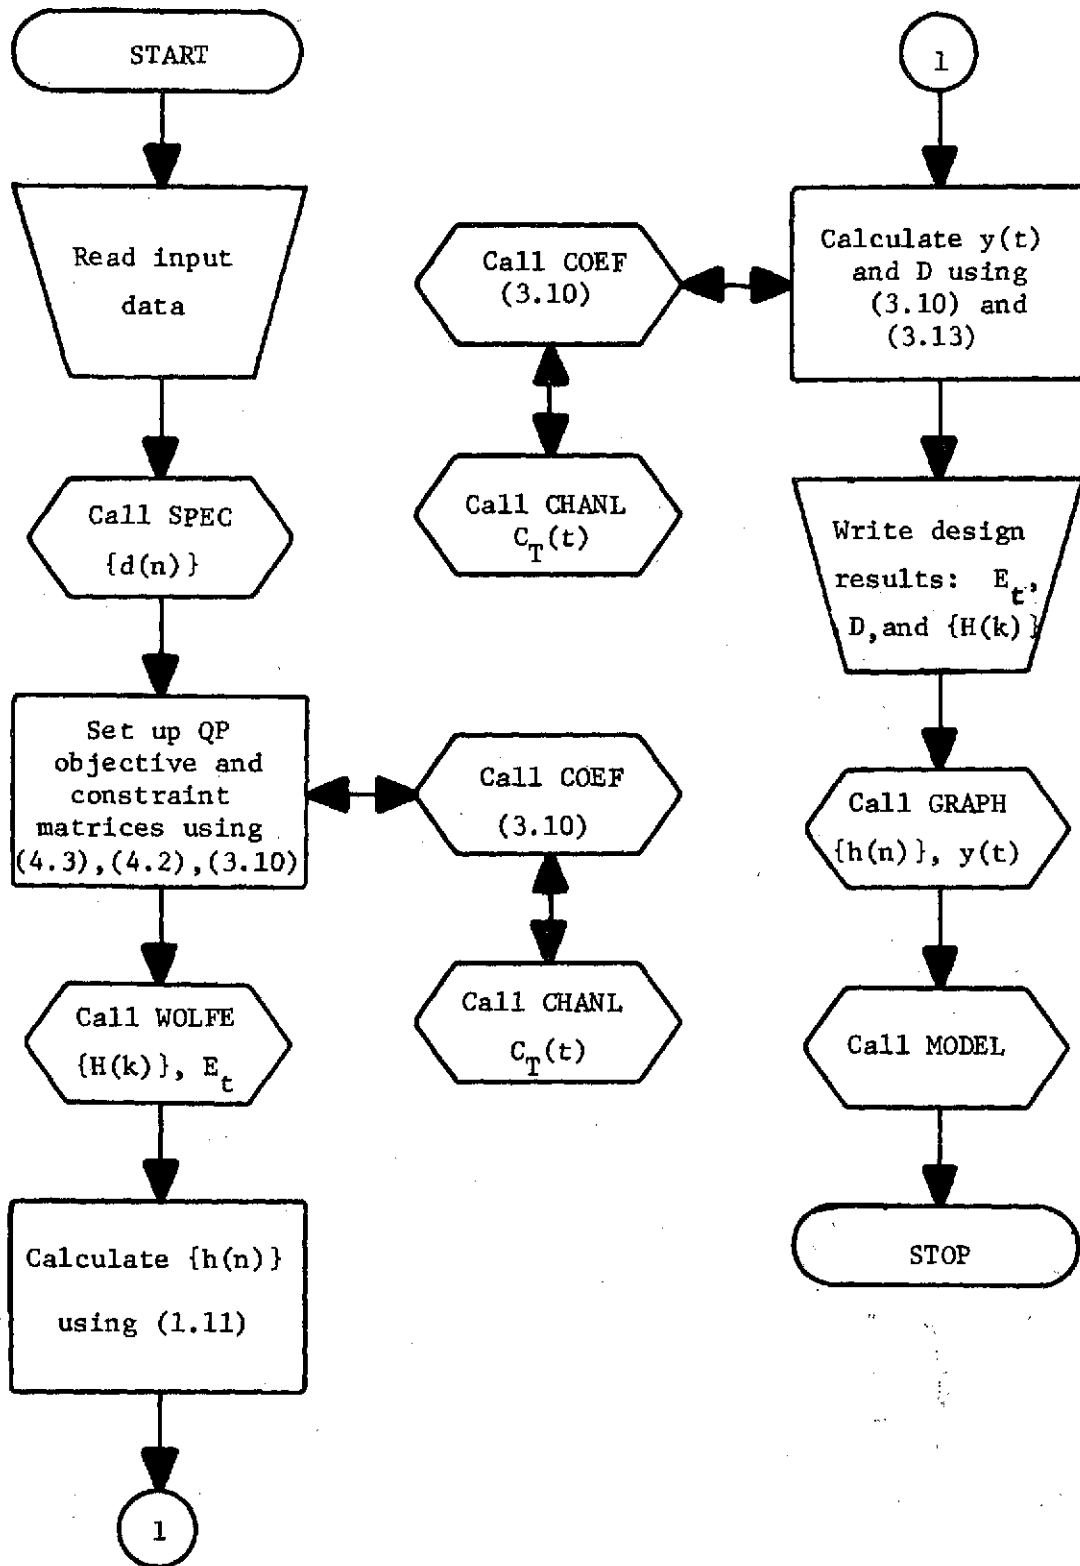 START
Read input
data
Call SPEC
{d(n)}
Set up QP
objective and
constraint
matrices using
(4.3),(4.2),(3.10)
Call COEF
(3.10)
Call CHANL
C_T(t)
Call WOLFE
{H(k)}, E_t
Calculate {h(n)}
using (1.11)
1
1
Calculate y(t)
and D using
(3.10) and
(3.13)
Call COEF
(3.10)
Call CHANL
C_T(t)
Write design
results: E_t,
D,and {H(k)}
Call GRAPH
{h(n)}, y(t)
Call MODEL
STOP